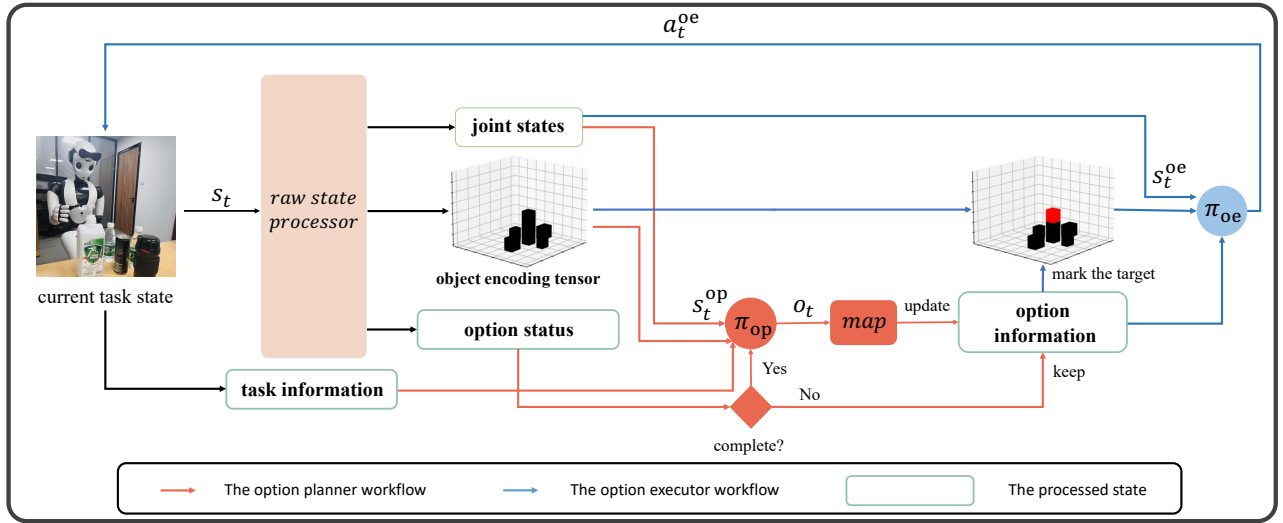 a_t^oe
joint states
s_t^oe
s_t
raw state
processor
π_oe
object encoding tensor
mark the target
current task state
s_t^op
option status
π_op
o_t
map
update
option
information
Yes
keep
task information
No
complete?
The option planner workflow
The option executor workflow
The processed state